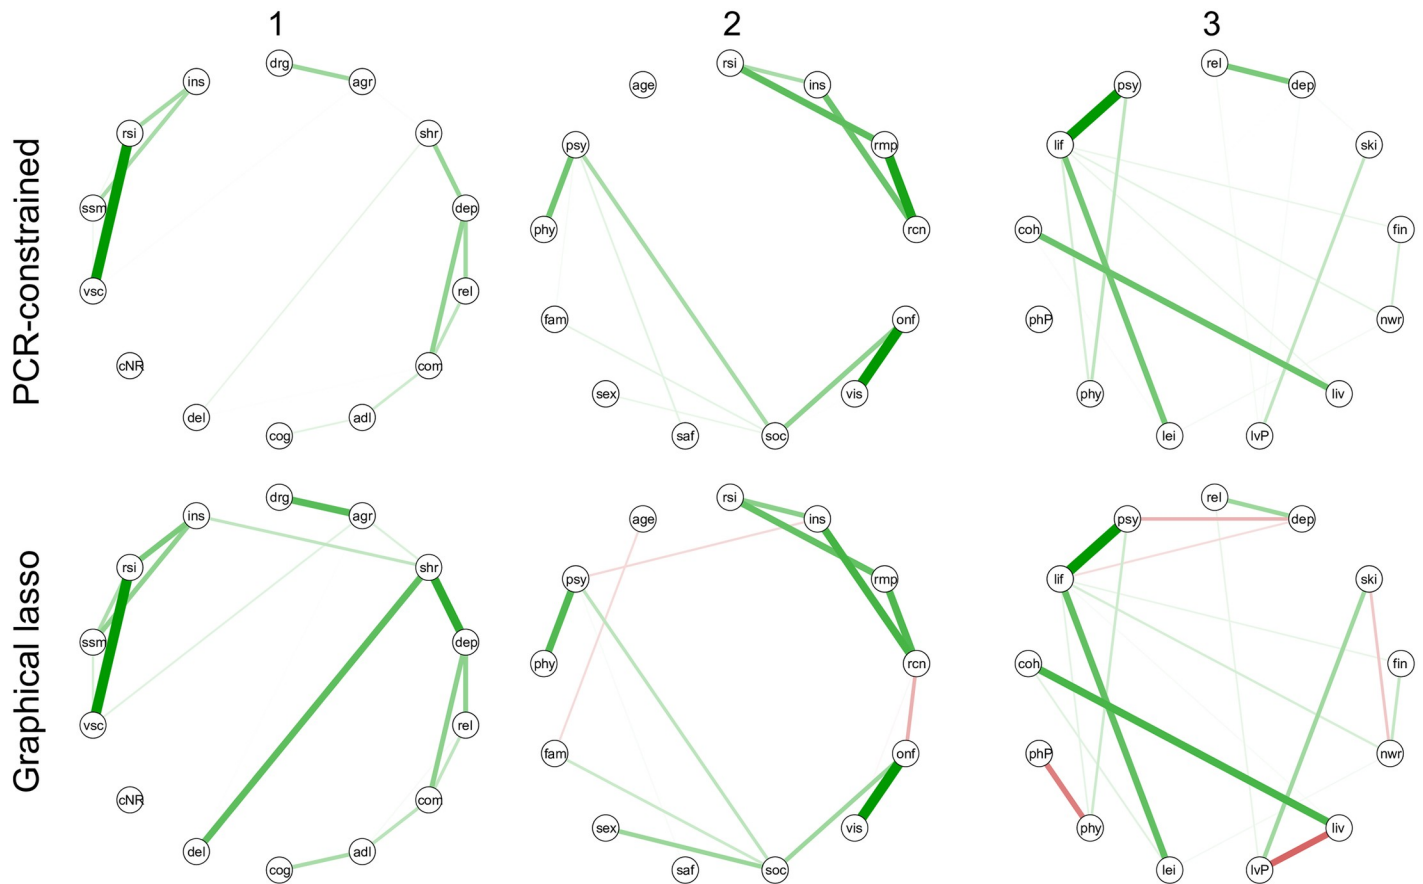 1 2 3
PCR-constrained
drg
agr
ins
shr
rsi
dep
ssm
rel
vsc
com
cNR
adl
del
cog
rsi
ins
age
rmp
psy
rcn
phy
onf
fam
vis
sex
soc
saf
rel
dep
psy
ski
lif
fin
coh
nwr
phP
liv
phy
lvP
lei
Graphical lasso
drg
agr
ins
shr
rsi
dep
ssm
rel
vsc
com
cNR
adl
del
cog
rsi
ins
age
rmp
psy
rcn
phy
onf
fam
vis
sex
soc
saf
rel
dep
psy
ski
lif
fin
coh
nwr
phP
liv
phy
lvP
lei